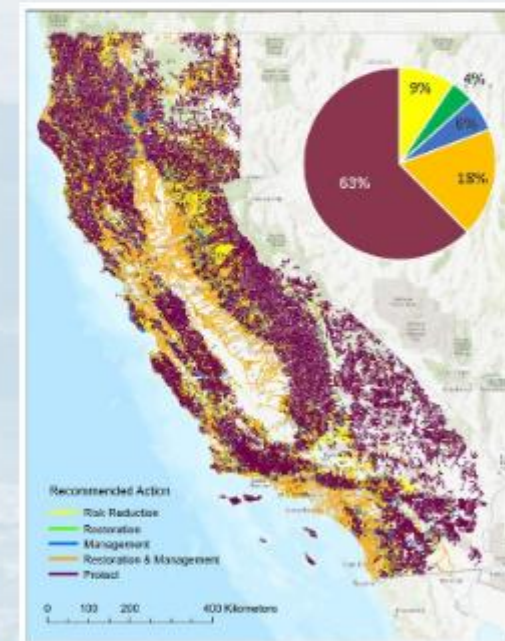 9%
4%
6%
18%
63%
Recommended Action
Risk Reduction
Restoration
Management
Restoration & Management
Protect
0 100 200 400 Kilometers